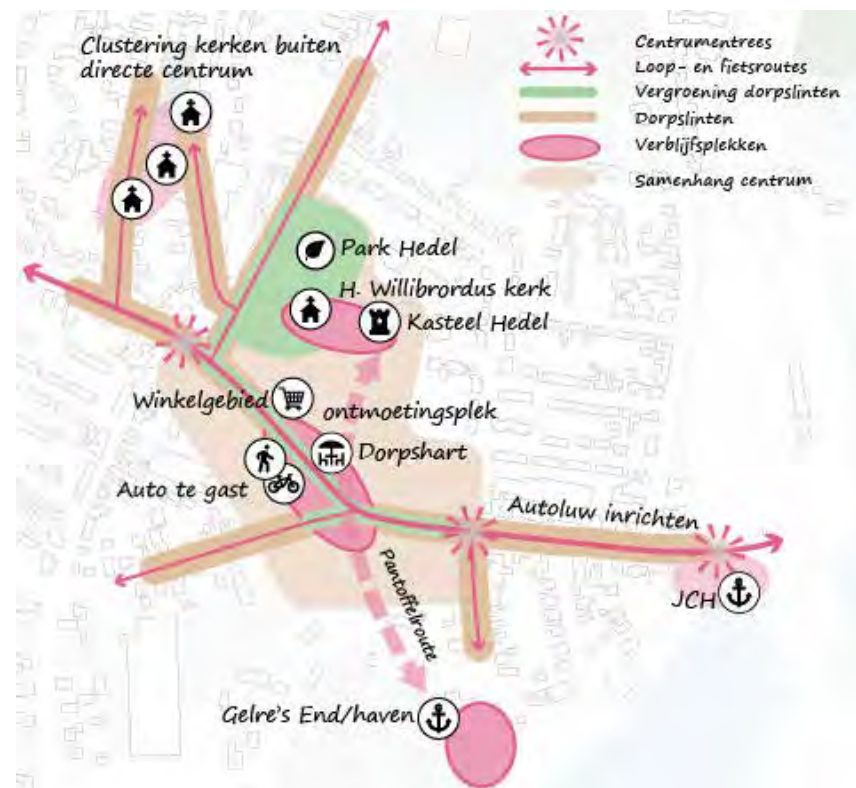 Clustering kerken buiten
directe centrum
Centrumentrees
Loop- en fietsroutes
Vergroening dorpslinten
Dorpslinten
Verblijfsplekken
Samenhang centrum
Park Hedel
H. Willibrordus kerk
Kasteel Hedel
Winkelgebied
ontmoetingsplek
Dorpshart
Auto te gast
Autoluw inrichten
Pantoffelroute
JCH
Gelre's End/haven